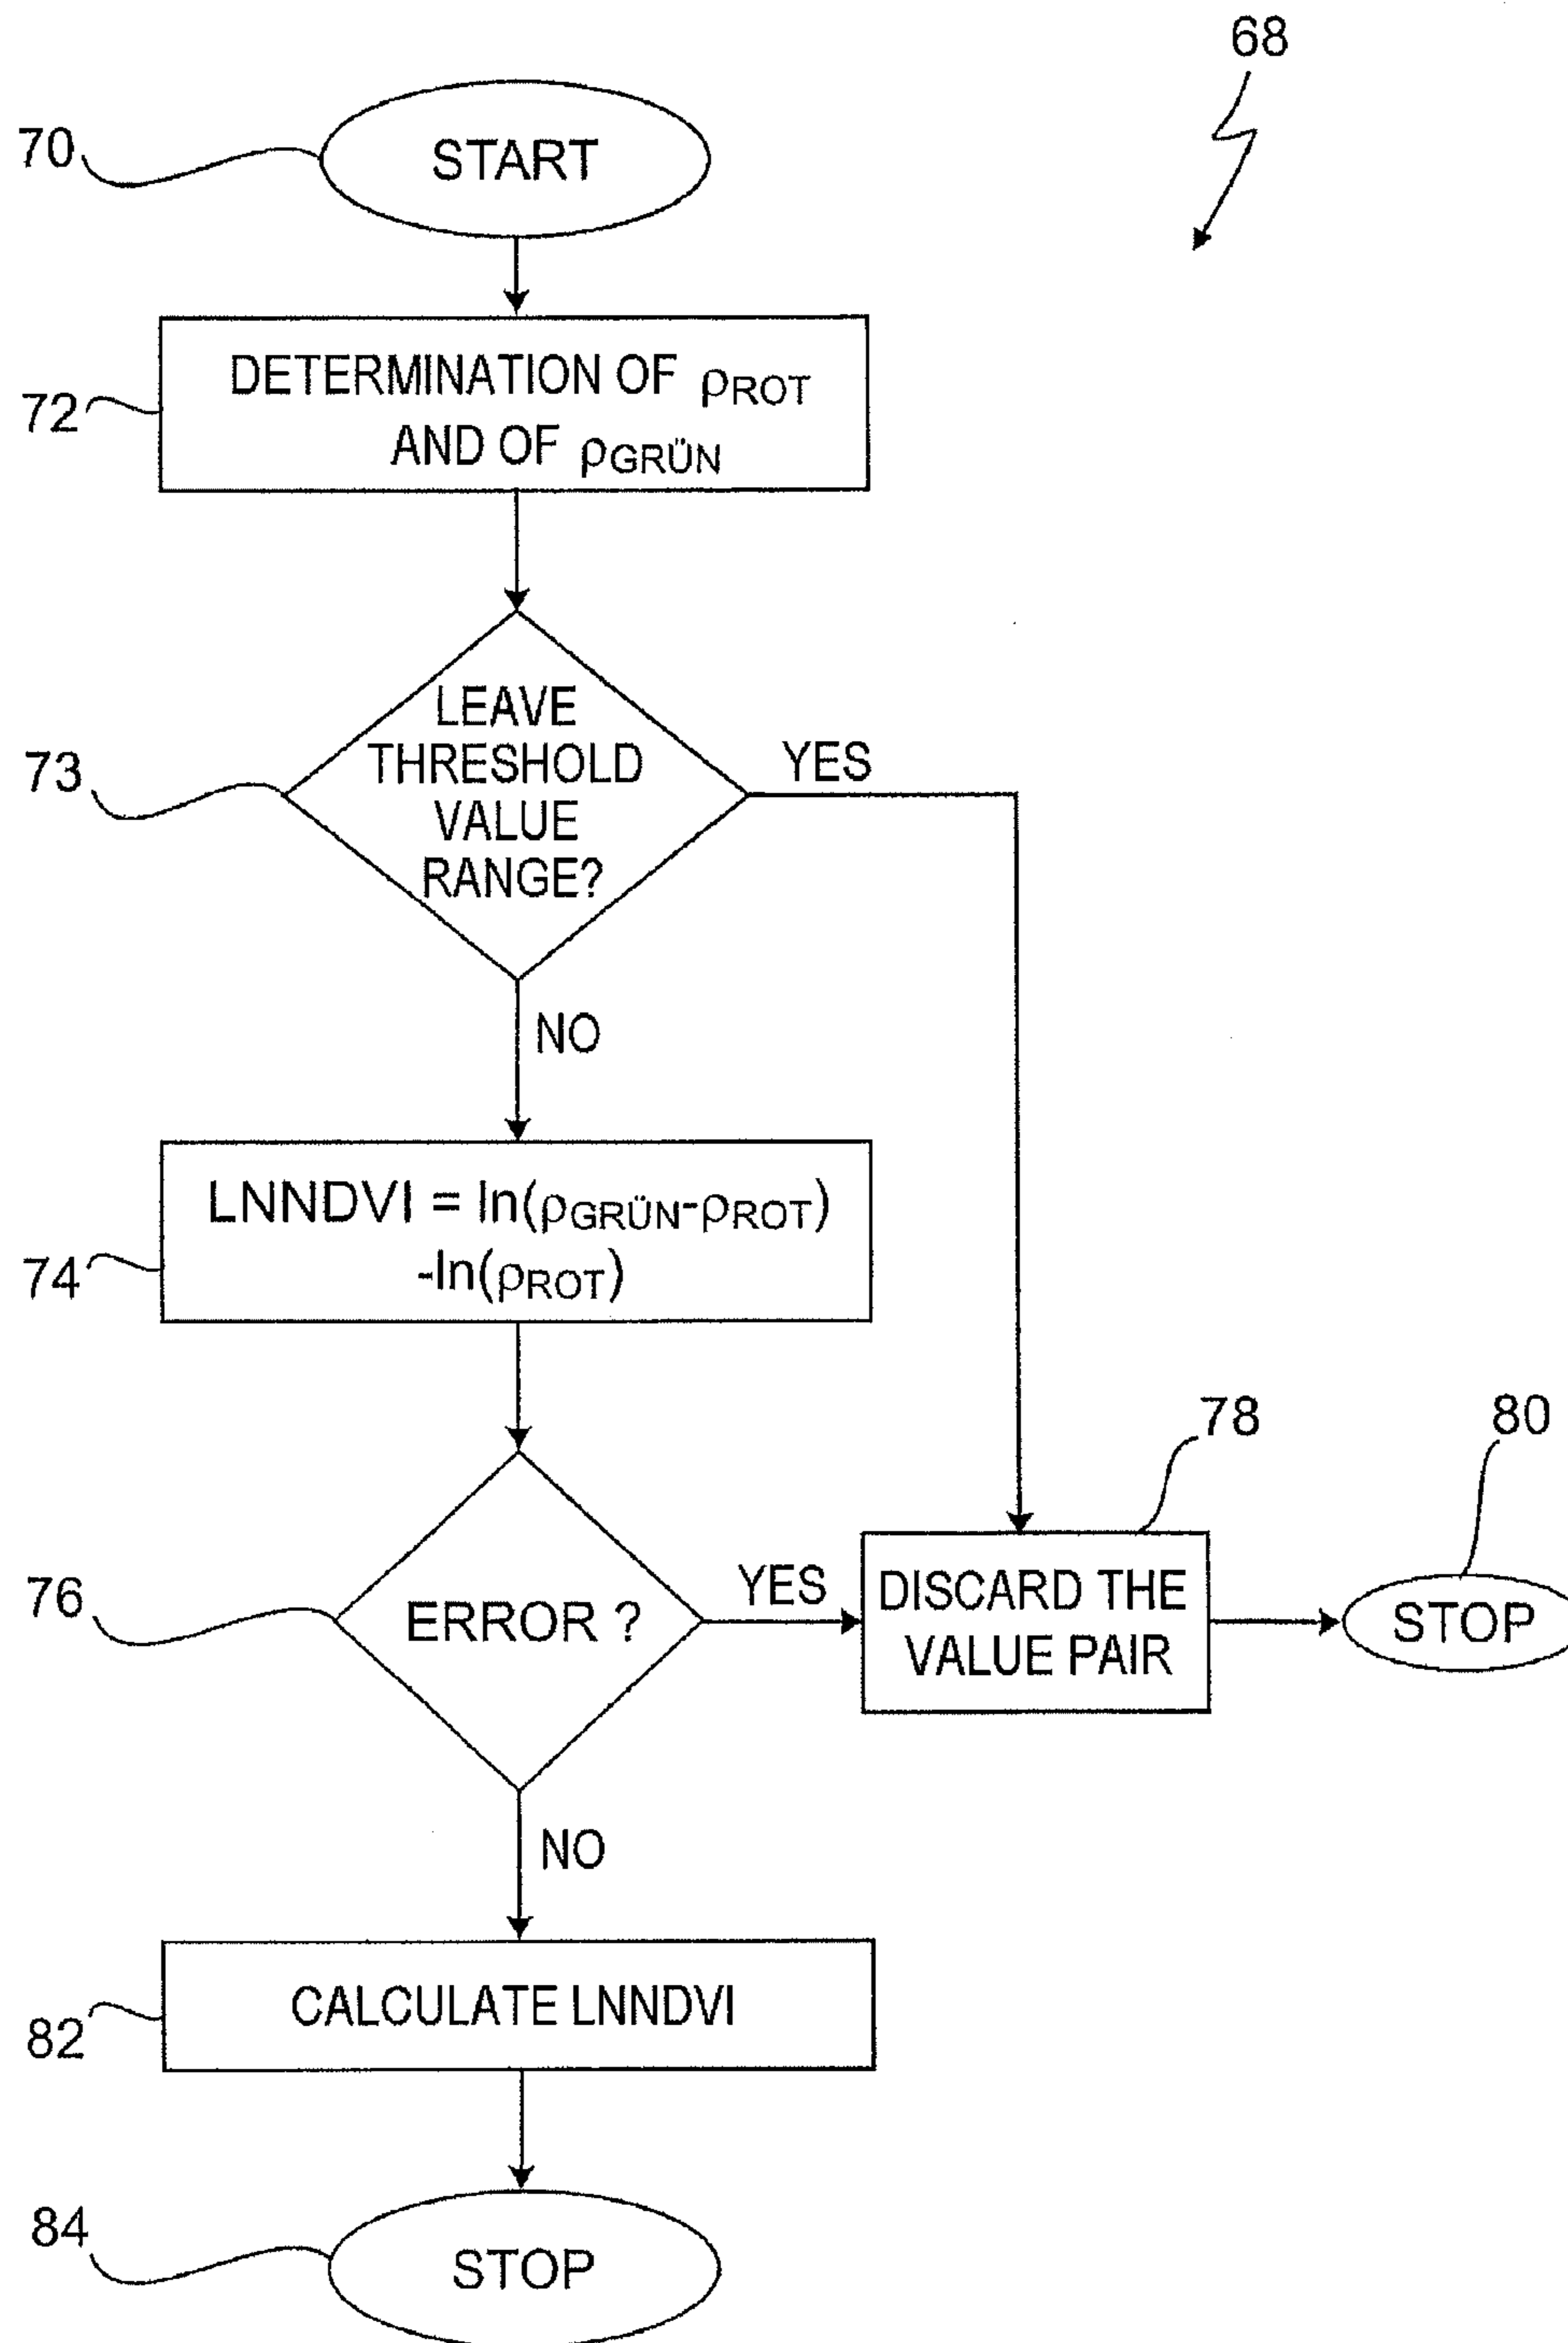 68
70
START
72
DETERMINATION OF ρROT
AND OF ρGRÜN
73
LEAVE
THRESHOLD
VALUE
RANGE?
YES
NO
74
LNNDVI = ln(ρGRÜN-ρROT)
-ln(ρROT)
76
ERROR ?
YES
78
DISCARD THE
VALUE PAIR
80
STOP
NO
82
CALCULATE LNNDVI
84
STOP